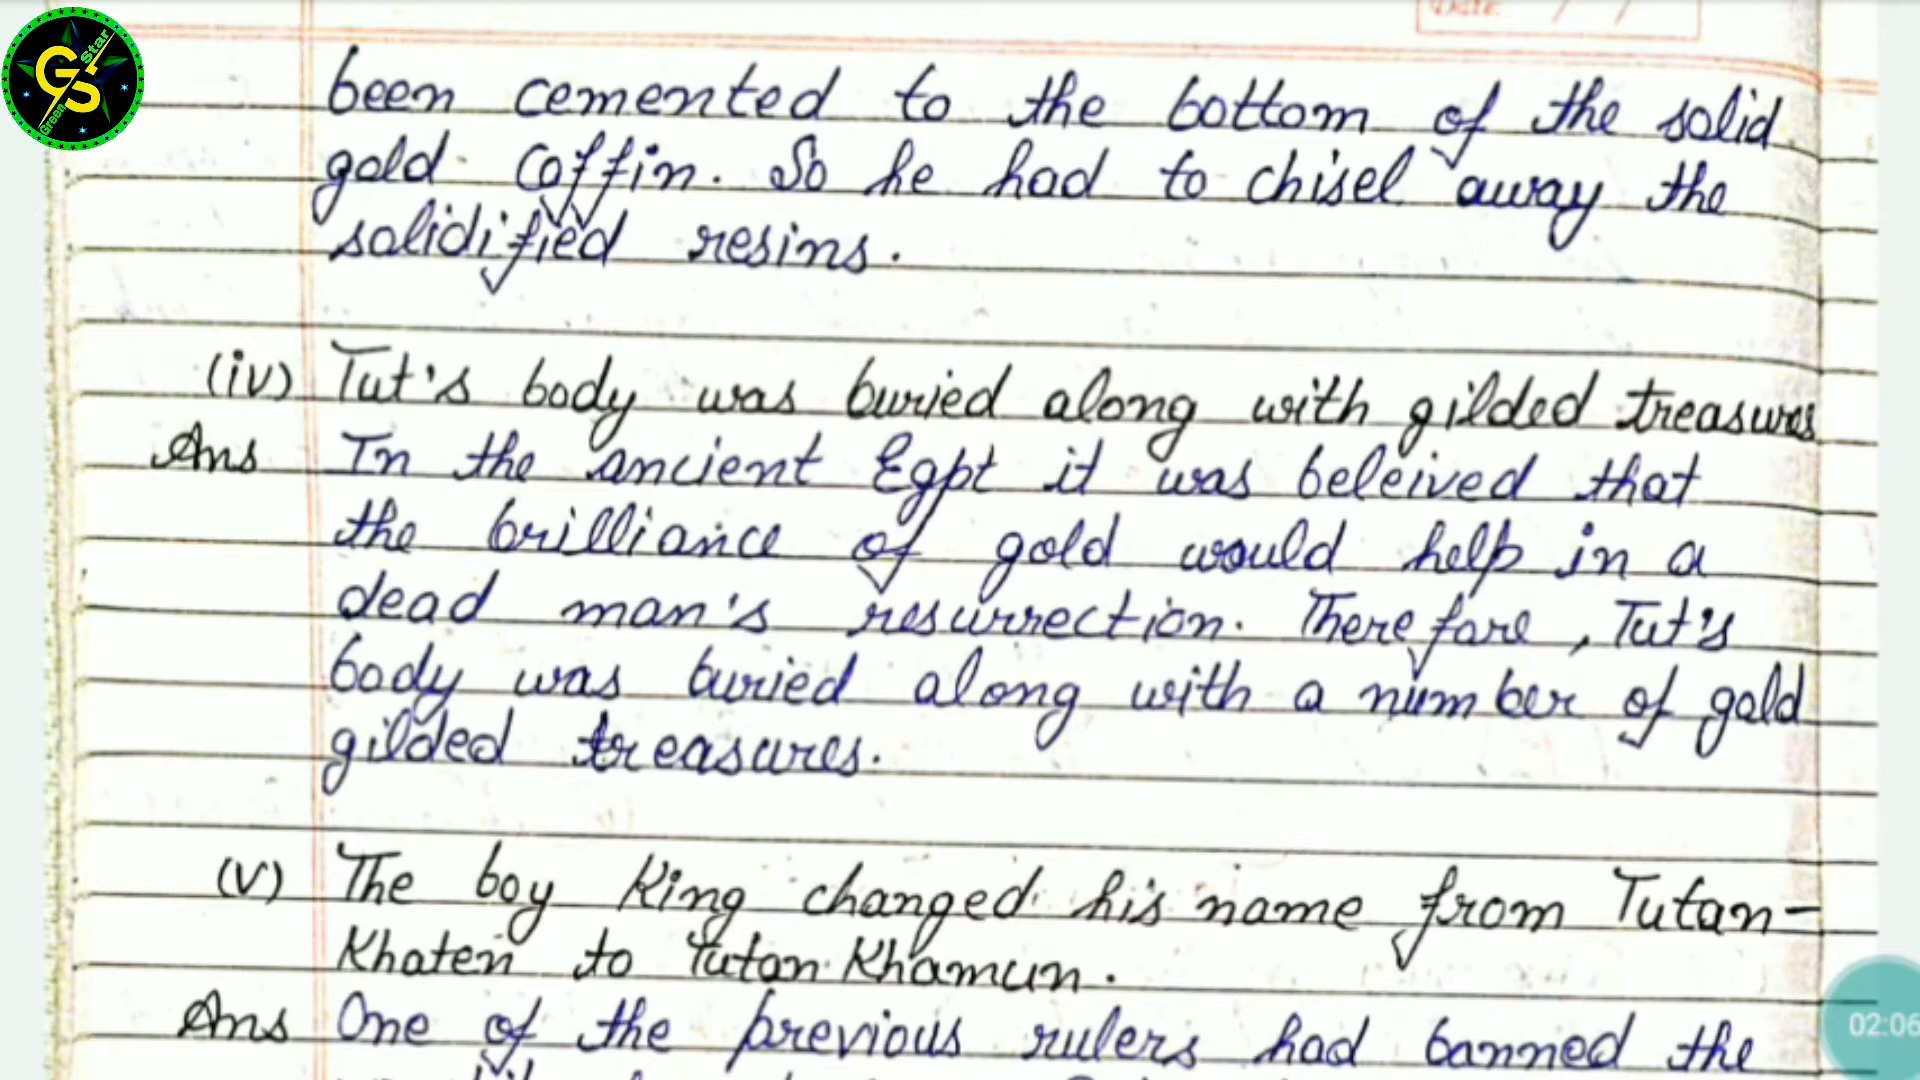 DATE / /
Green Star
GS
been cemented to the bottom of the solid
gold Coffin. So he had to chisel away the
solidified resins.
(iv) Tut's body was buried along with gilded treasures
Ans In the ancient Egpt it was beleived that
the brilliance of gold would help in a
dead man's resurrection. Therefore, Tut's
body was buried along with a number of gold
gilded treasures.
(v) The boy King changed his name from Tutan-
Khaten to Tutan Khamun.
Ans One of the previous rulers had banned the
02:06